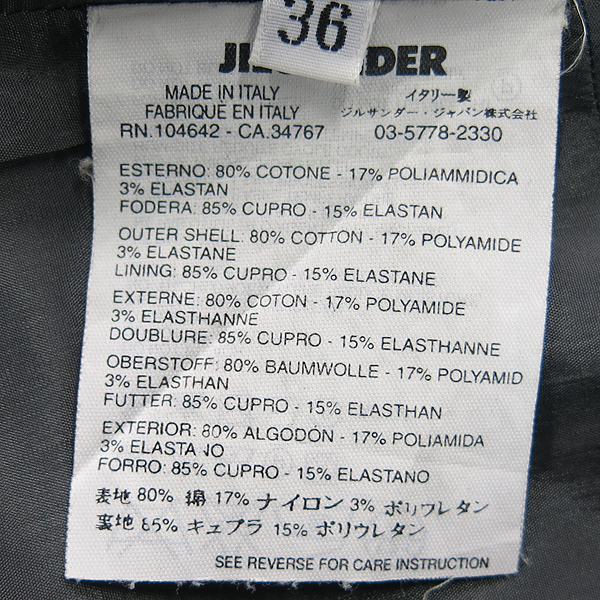 36
JIL SANDER
MADE IN ITALY イタリー製
FABRIQUÉ EN ITALY ジルサンダー・ジャパン株式会社
RN.104642 - CA.34767 03-5778-2330
ESTERNO: 80% COTONE - 17% POLIAMMIDICA
3% ELASTAN
FODERA: 85% CUPRO - 15% ELASTAN
OUTER SHELL: 80% COTTON - 17% POLYAMIDE
3% ELASTANE
LINING: 85% CUPRO - 15% ELASTANE
EXTERNE: 80% COTON - 17% POLYAMIDE
3% ELASTHANNE
DOUBLURE: 85% CUPRO - 15% ELASTHANNE
OBERSTOFF: 80% BAUMWOLLE - 17% POLYAMID
3% ELASTHAN
FUTTER: 85% CUPRO - 15% ELASTHAN
EXTERIOR: 80% ALGODÓN - 17% POLIAMIDA
3% ELASTANO
FORRO: 85% CUPRO - 15% ELASTANO
表地 80% 綿 17% ナイロン 3% ポリウレタン
裏地 85% キュプラ 15% ポリウレタン
SEE REVERSE FOR CARE INSTRUCTION